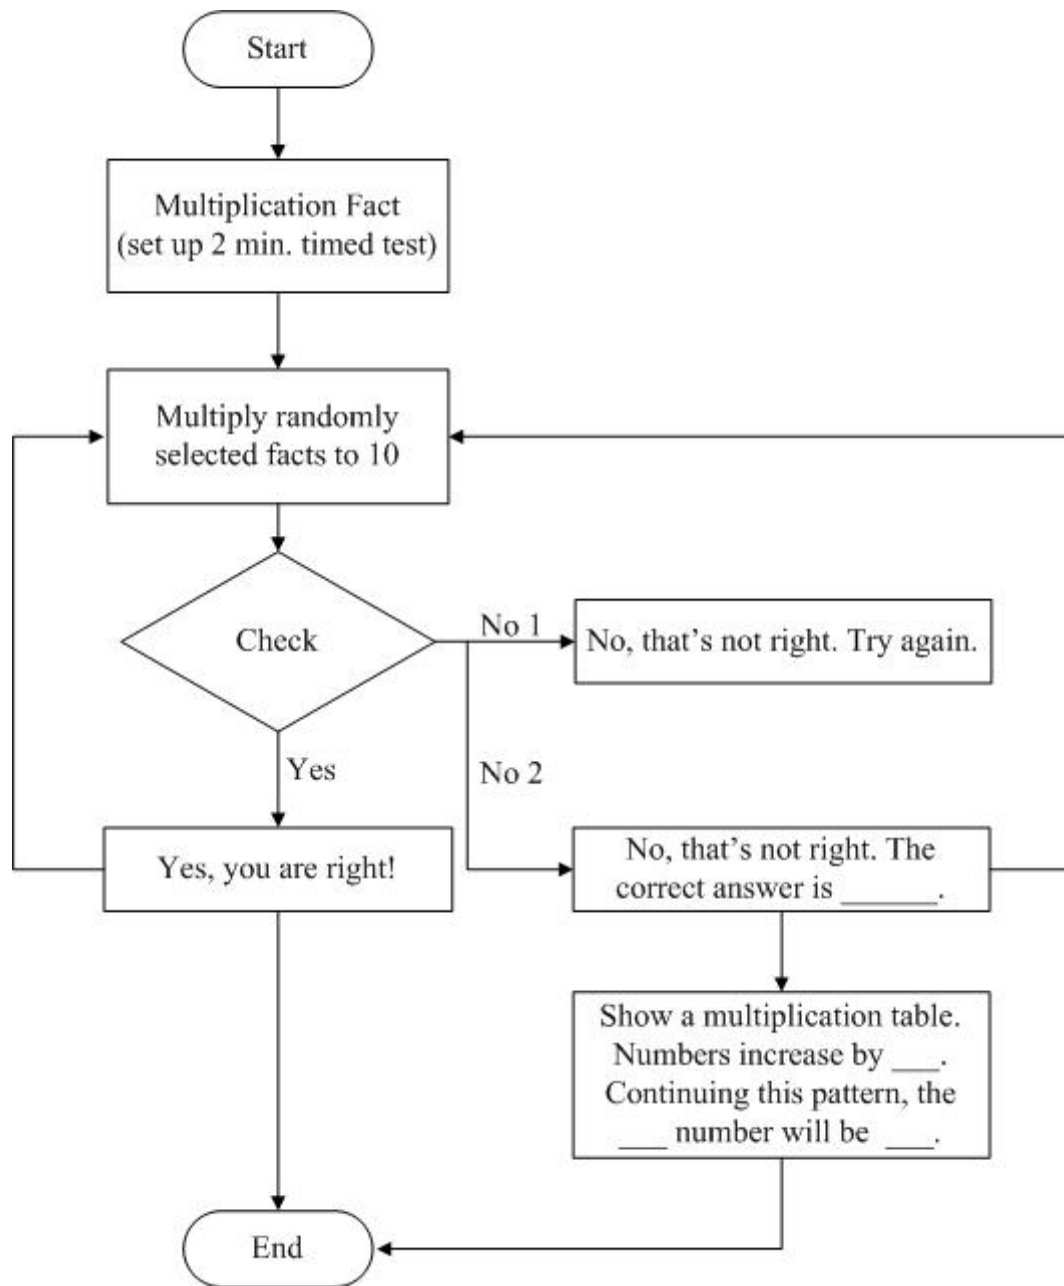 Start
Multiplication Fact
(set up 2 min. timed test)
Multiply randomly
selected facts to 10
Check
No 1
No, that's not right. Try again.
Yes
No 2
Yes, you are right!
No, that's not right. The
correct answer is ______.
Show a multiplication table.
Numbers increase by ___.
Continuing this pattern, the
___ number will be ___.
End